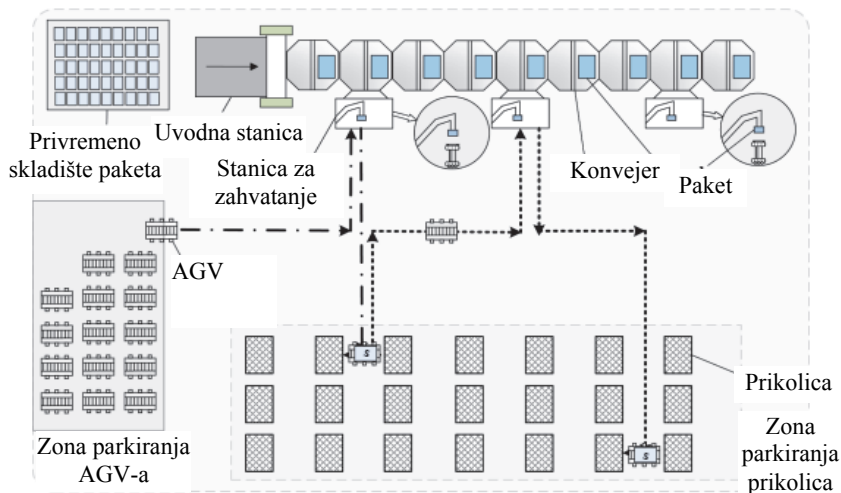 Privremeno
skladište paketa
Uvodna stanica
Stanica za
zahvatanje
Konvejer
Paket
AGV
s
Prikolica
Zona
parkiranja
prikolica
s
Zona parkiranja
AGV-a